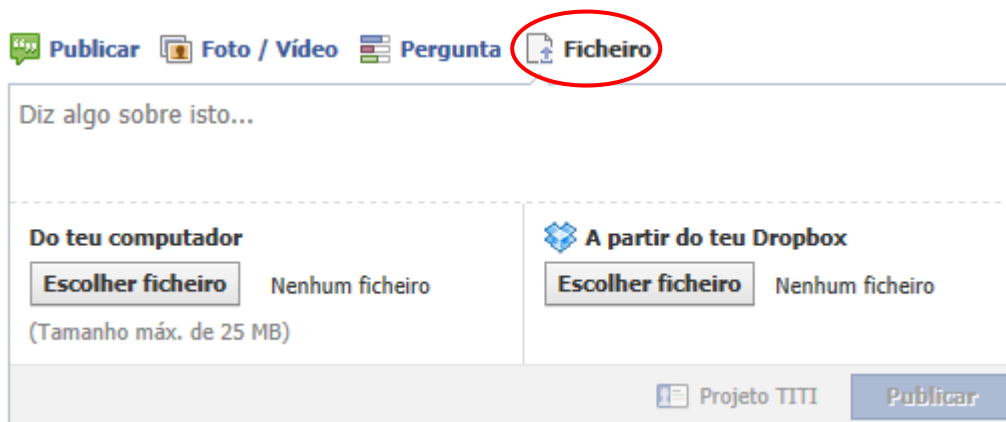 Publicar Foto / Vídeo Pergunta Ficheiro
Diz algo sobre isto...
Do teu computador
Escolher ficheiro Nenhum ficheiro
(Tamanho máx. de 25 MB)
A partir do teu Dropbox
Escolher ficheiro Nenhum ficheiro
Projeto TITI Publicar